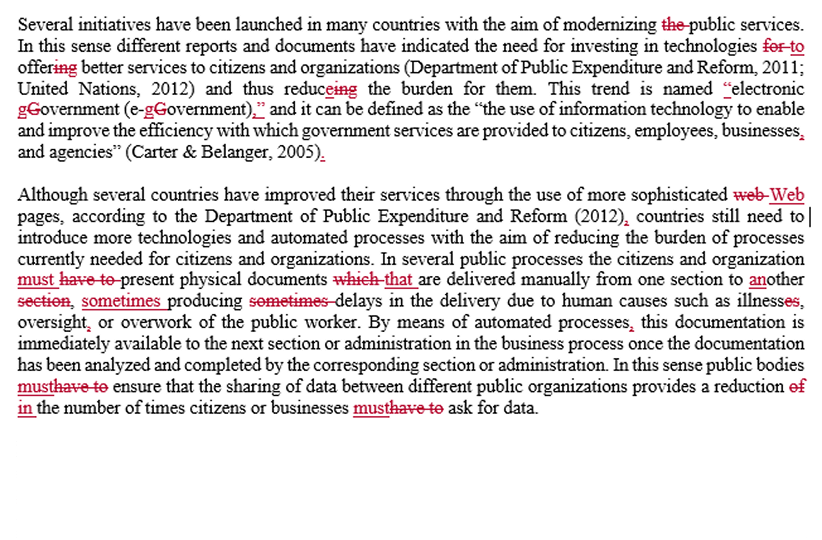 Several initiatives have been launched in many countries with the aim of modernizing the public services.
In this sense different reports and documents have indicated the need for investing in technologies for to
offering better services to citizens and organizations (Department of Public Expenditure and Reform, 2011;
United Nations, 2012) and thus reduceing the burden for them. This trend is named “electronic
gGovernment (e-gGovernment),” and it can be defined as the “the use of information technology to enable
and improve the efficiency with which government services are provided to citizens, employees, businesses,
and agencies” (Carter & Belanger, 2005).
Although several countries have improved their services through the use of more sophisticated web Web
pages, according to the Department of Public Expenditure and Reform (2012), countries still need to
introduce more technologies and automated processes with the aim of reducing the burden of processes
currently needed for citizens and organizations. In several public processes the citizens and organization
must have to present physical documents which that are delivered manually from one section to another
section, sometimes producing sometimes delays in the delivery due to human causes such as illnesses,
oversight, or overwork of the public worker. By means of automated processes, this documentation is
immediately available to the next section or administration in the business process once the documentation
has been analyzed and completed by the corresponding section or administration. In this sense public bodies
musthave to ensure that the sharing of data between different public organizations provides a reduction of
in the number of times citizens or businesses musthave to ask for data.